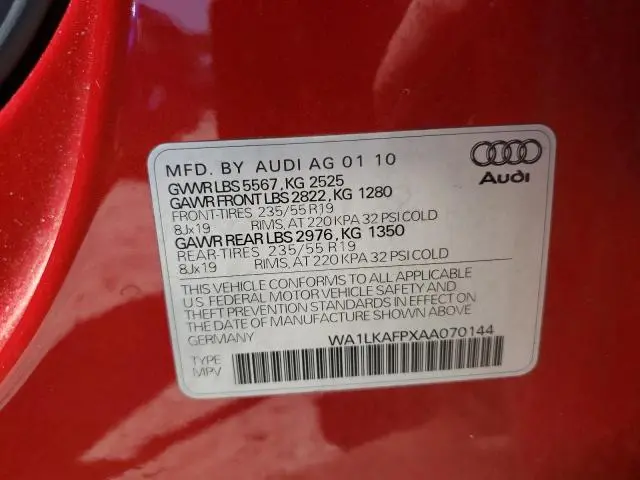 MFD. BY AUDI AG 01 10
GVWR LBS 5567, KG 2525
GAWR FRONT LBS 2822, KG 1280
FRONT-TIRES 235/55 R19
8Jx19 RIMS, AT 220 KPA 32 PSI COLD
GAWR REAR LBS 2976, KG 1350
REAR-TIRES 235/55 R19
8Jx19 RIMS, AT 220 KPA 32 PSI COLD
THIS VEHICLE CONFORMS TO ALL APPLICABLE
U.S. FEDERAL MOTOR VEHICLE SAFETY AND
THEFT PREVENTION STANDARDS IN EFFECT ON
THE DATE OF MANUFACTURE SHOWN ABOVE
GERMANY WA1LKAFPXAA070144
TYPE
MPV
Audi